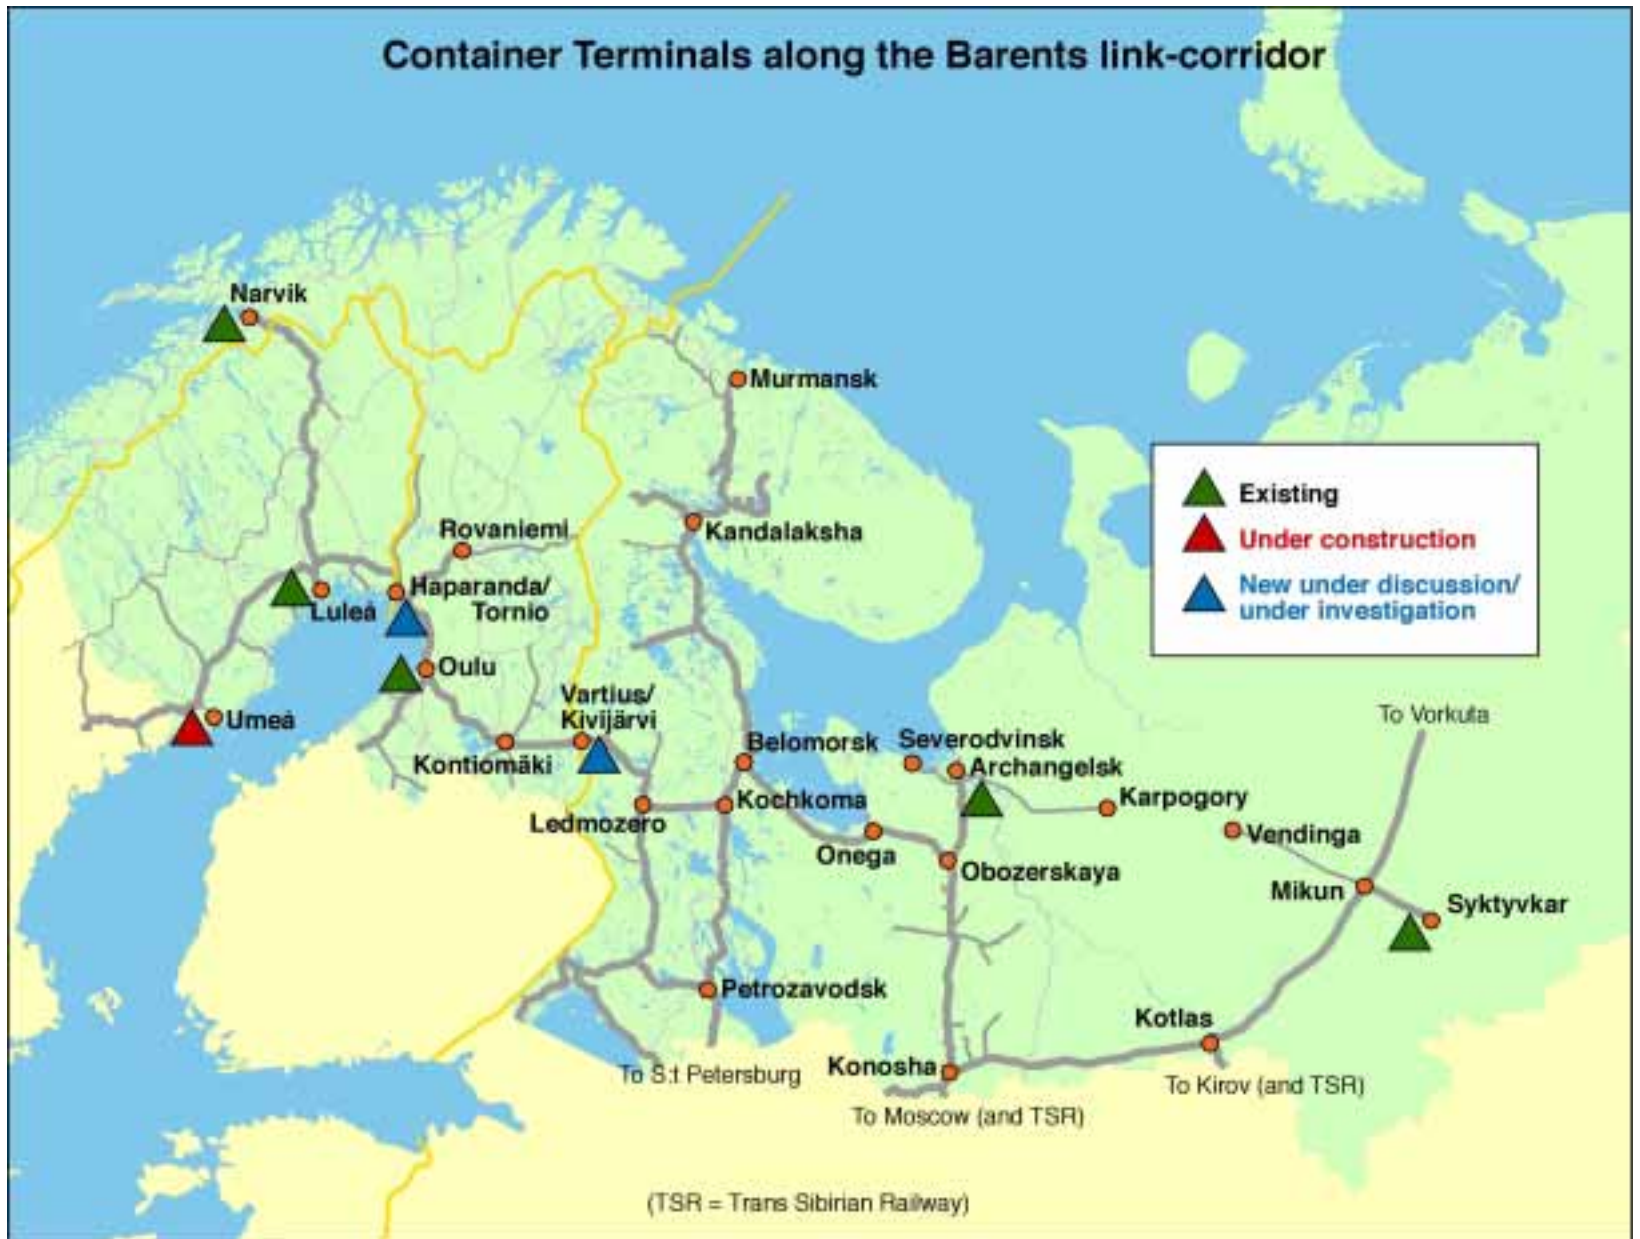 Container Terminals along the Barents link-corridor
Narvik
Murmansk
Existing
Under construction
New under discussion/
under investigation
Rovaniemi
Kandalaksha
Haparanda/
Tornio
Luleå
Oulu
Vartius/
Kivijärvi
Umeå
To Vorkuta
Belomorsk
Severodvinsk
Kontiomäki
Archangelsk
Kochkoma
Karpogory
Ledmozero
Vendinga
Onega
Obozerskaya
Mikun
Syktyvkar
Petrozavodsk
Kotlas
Konosha
To S:t Petersburg
To Kirov (and TSR)
To Moscow (and TSR)
(TSR = Trans Sibirian Railway)